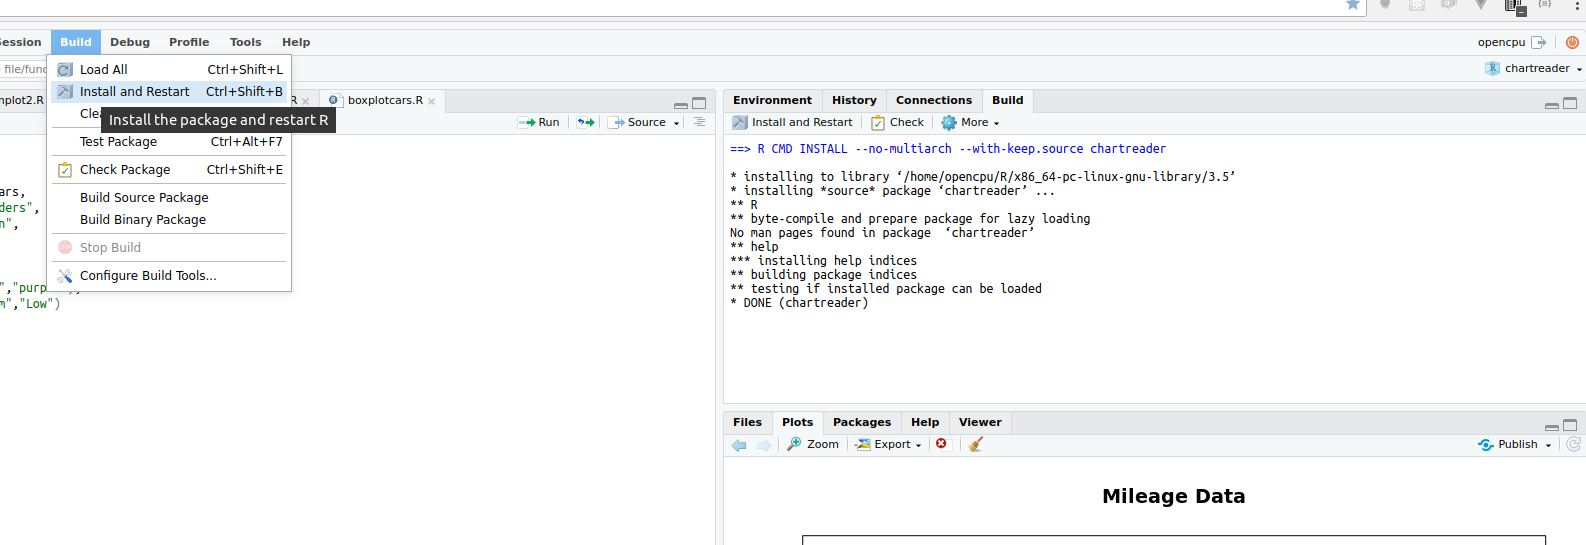 Session Build Debug Profile Tools Help
opencpu
file/func
chartreader
Load All Ctrl+Shift+L
Install and Restart Ctrl+Shift+B
Clea
Install the package and restart R
Test Package Ctrl+Alt+F7
Check Package Ctrl+Shift+E
Build Source Package
Build Binary Package
Stop Build
Configure Build Tools...
nplot2.R
R
boxplotcars.R
Run
Source
ars,
ders",
n",
","purp
m","Low")
Environment History Connections Build
Install and Restart Check More
==> R CMD INSTALL --no-multiarch --with-keep.source chartreader
* installing to library ‘/home/opencpu/R/x86_64-pc-linux-gnu-library/3.5’
* installing *source* package ‘chartreader’ ...
** R
** byte-compile and prepare package for lazy loading
No man pages found in package  ‘chartreader’
** help
*** installing help indices
** building package indices
** testing if installed package can be loaded
* DONE (chartreader)
Files Plots Packages Help Viewer
Zoom Export Publish
Mileage Data